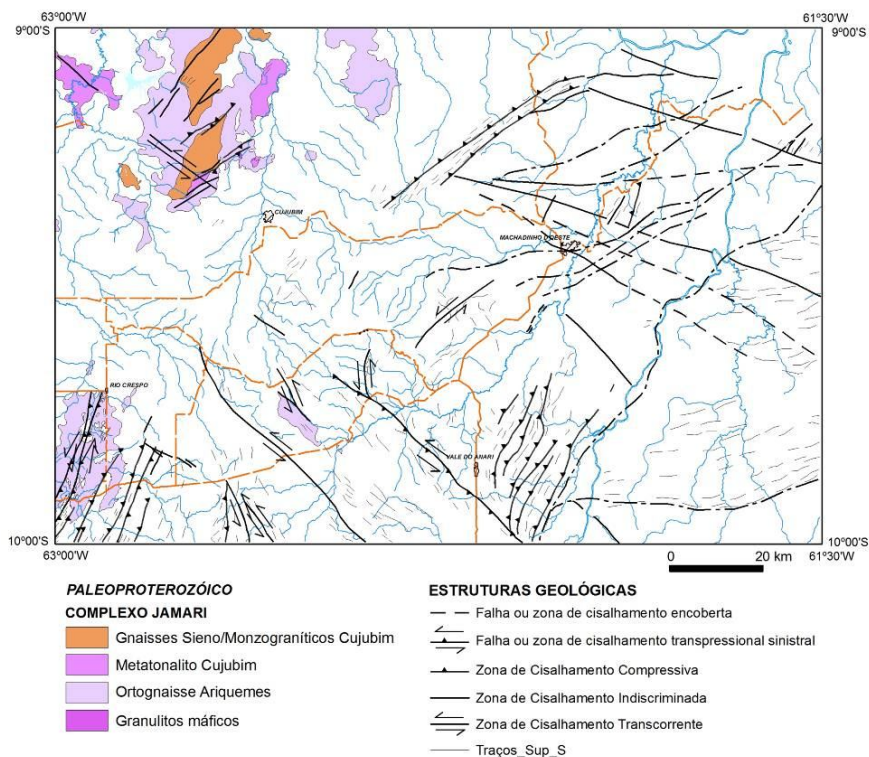 63°00'W 61°30'W
9°00'S 9°00'S
CUJUBIM
MACHADINHO D'OESTE
RIO CRESPO
VALE DO ANARI
10°00'S 10°00'S
63°00'W 61°30'W
0 20 km
PALEOPROTEROZÓICO
COMPLEXO JAMARI
Gnaisses Sieno/Monzograníticos Cujubim
Metatonalito Cujubim
Ortognaisse Ariquemes
Granulitos máficos
ESTRUTURAS GEOLÓGICAS
Falha ou zona de cisalhamento encoberta
Falha ou zona de cisalhamento transpressional sinistral
Zona de Cisalhamento Compressiva
Zona de Cisalhamento Indiscriminada
Zona de Cisalhamento Transcorrente
Traços_Sup_S